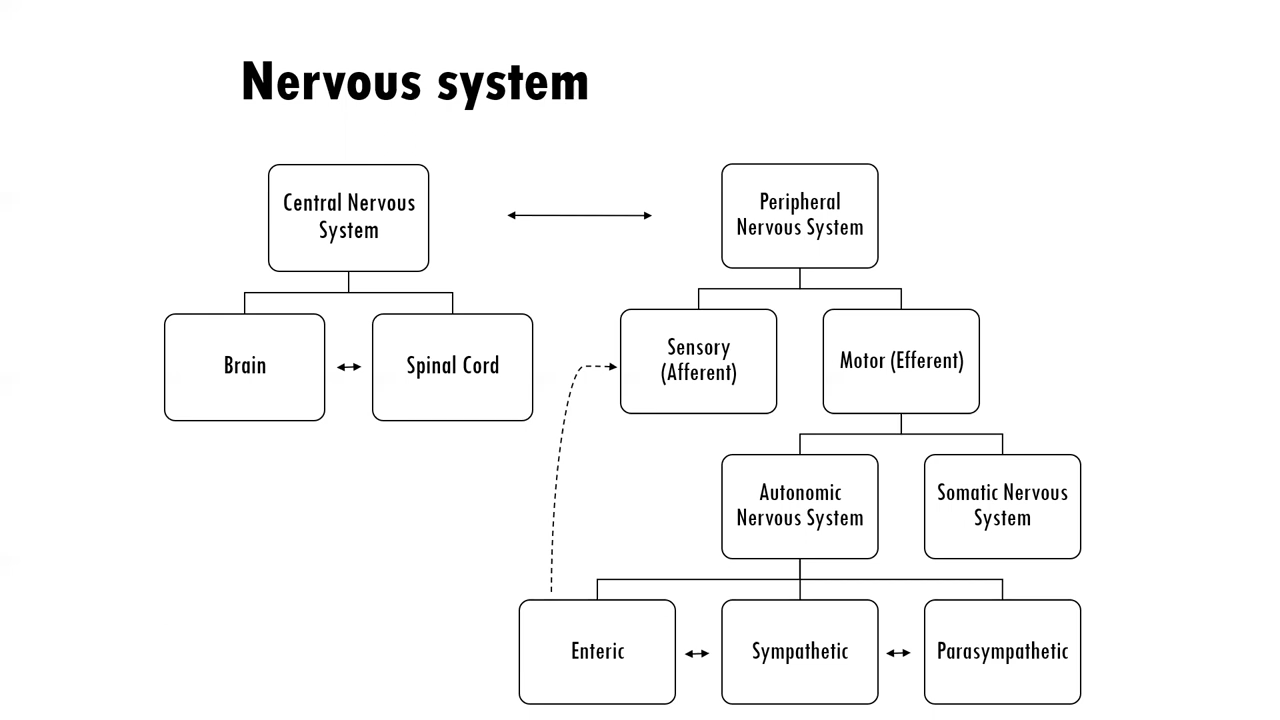 Nervous system
Central Nervous
System
Peripheral
Nervous System
Brain
Spinal Cord
Sensory
(Afferent)
Motor (Efferent)
Autonomic
Nervous System
Somatic Nervous
System
Enteric
Sympathetic
Parasympathetic